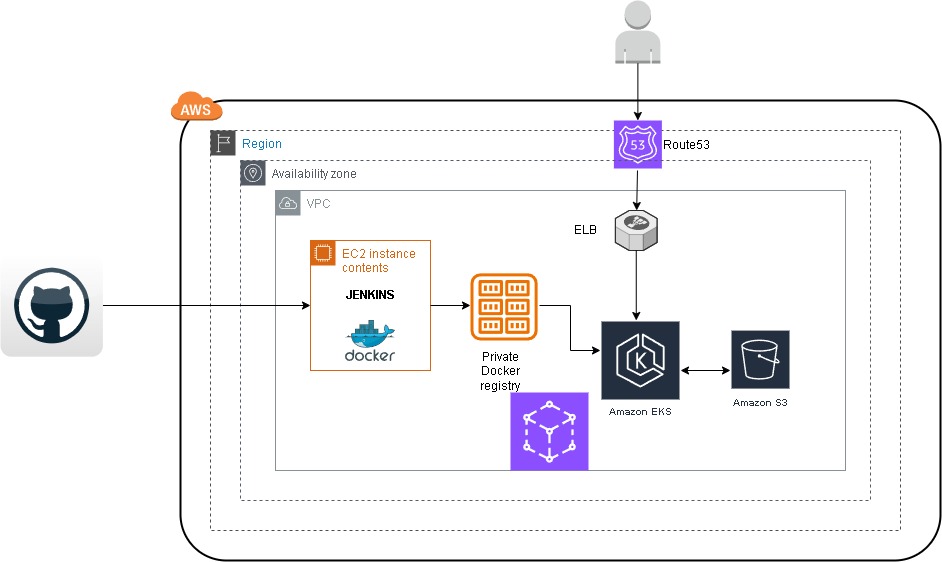 AWS
Region
53
Route53
Availability zone
VPC
ELB
EC2 instance
contents
JENKINS
docker
Private
Docker
registry
K
Amazon EKS
Amazon S3